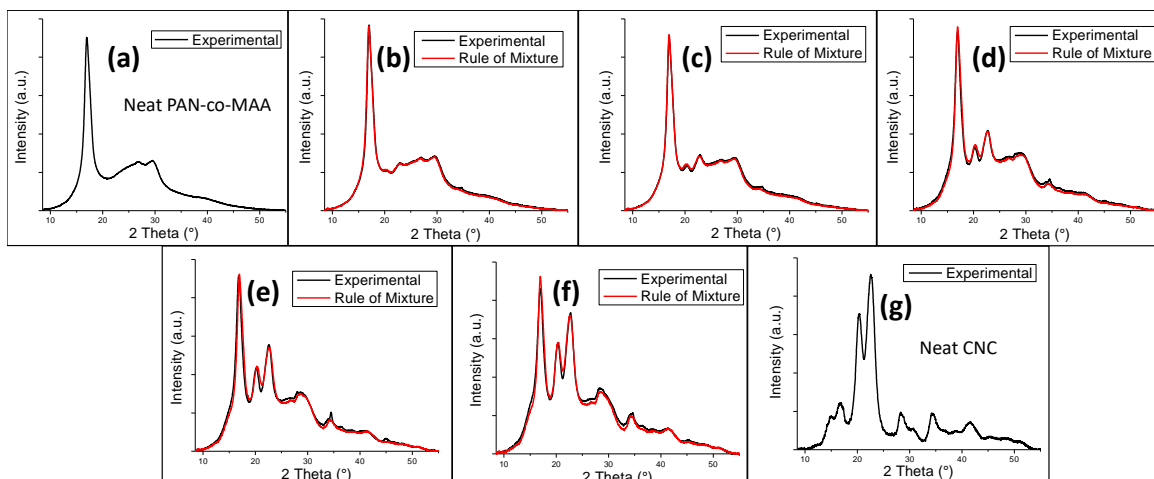 Intensity (a.u.)
(a)
Experimental
Neat PAN-co-MAA
10 20 30 40 50
2 Theta (°)
Intensity (a.u.)
(b)
Experimental
Rule of Mixture
10 20 30 40 50
2 Theta (°)
Intensity (a.u.)
(c)
Experimental
Rule of Mixture
10 20 30 40 50
2 Theta (°)
Intensity (a.u.)
(d)
Experimental
Rule of Mixture
10 20 30 40 50
2 Theta (°)
Intensity (a.u.)
(e)
Experimental
Rule of Mixture
10 20 30 40 50
2 Theta (°)
Intensity (a.u.)
(f)
Experimental
Rule of Mixture
10 20 30 40 50
2 Theta (°)
Intensity (a.u.)
Experimental
(g)
Neat CNC
10 20 30 40 50
2 Theta (°)